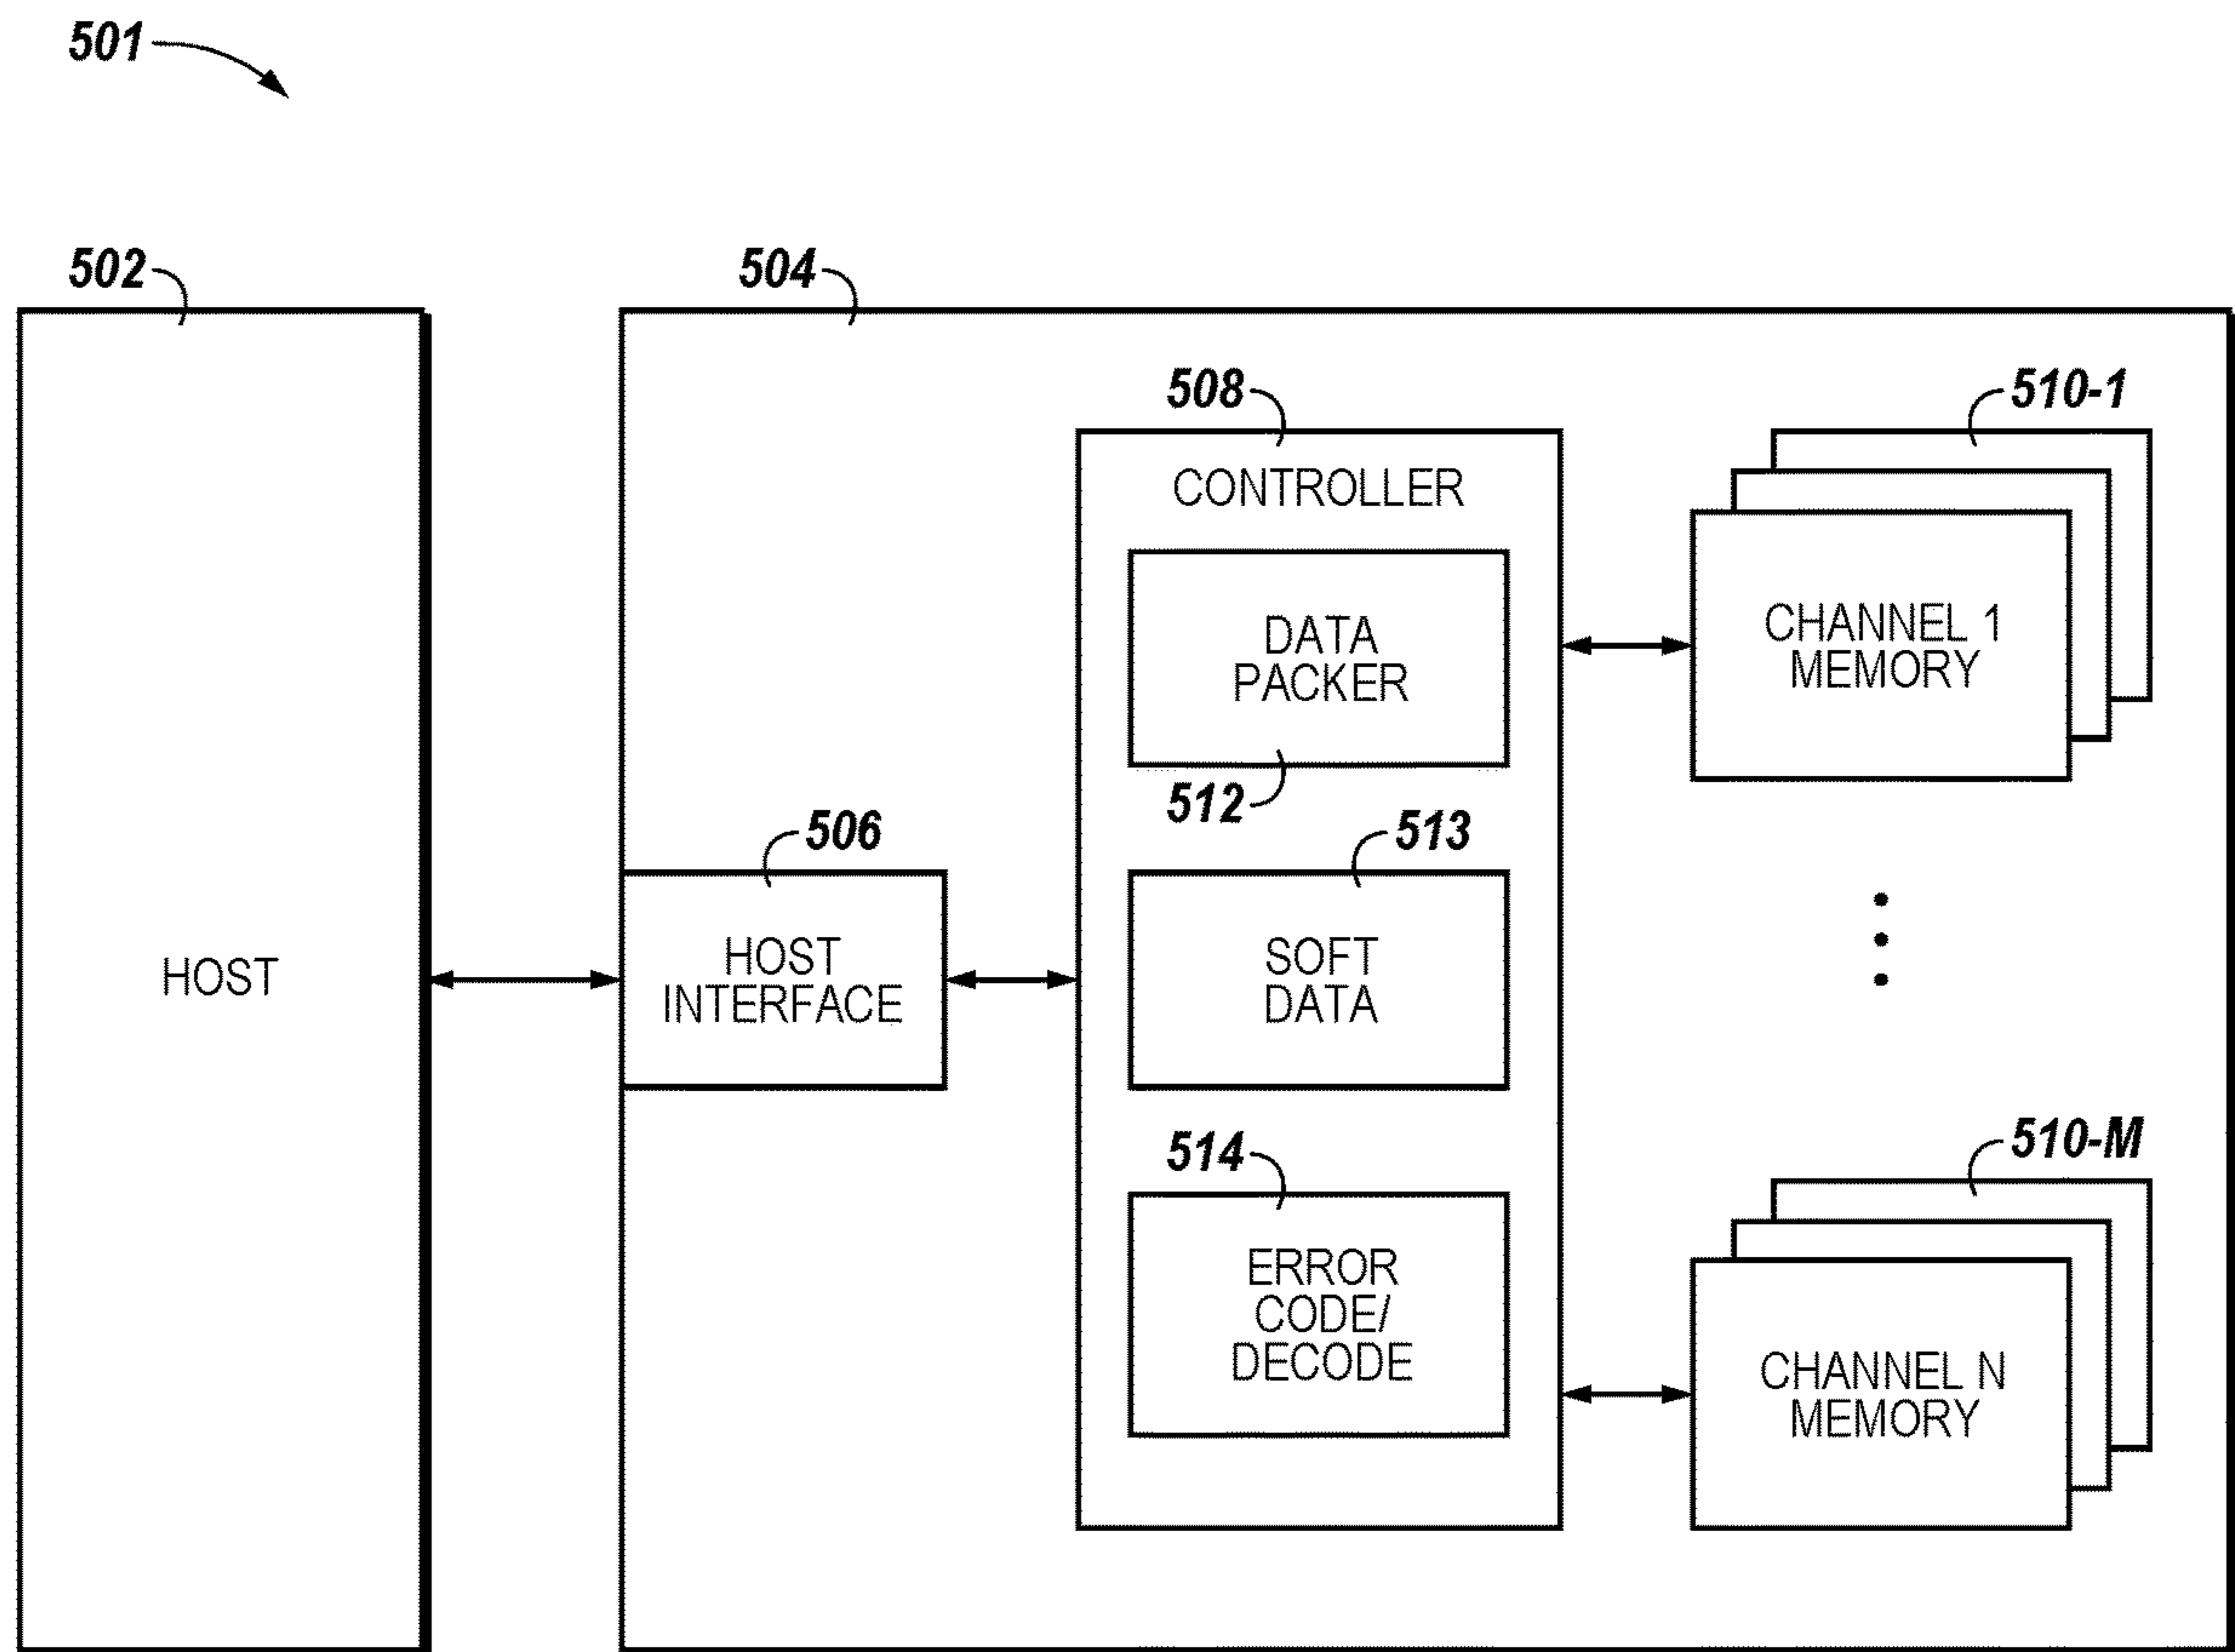 501
502
504
508
510-1
CONTROLLER
DATA
PACKER
CHANNEL 1
MEMORY
512
506
513
HOST
HOST
INTERFACE
SOFT
DATA
514
510-M
ERROR
CODE/
DECODE
CHANNEL N
MEMORY